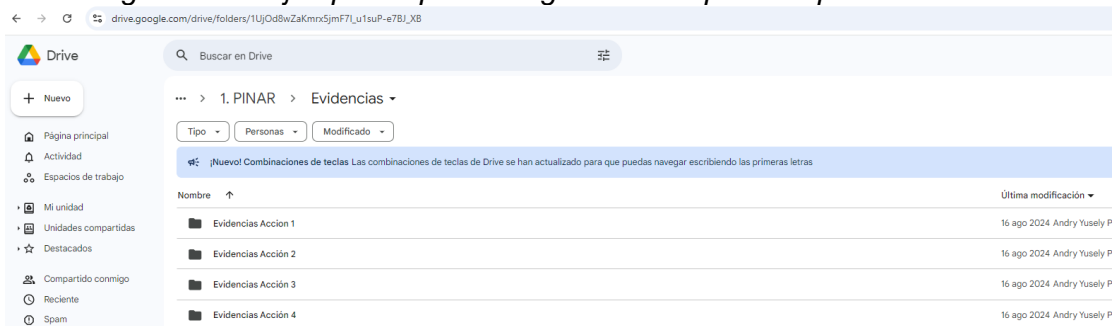 drive.google.com/drive/folders/1UjOd8wZaKmrx5jmF7l_u1suP-e7BJ_XB
Drive
Buscar en Drive
Nuevo
... > 1. PINAR > Evidencias
Tipo Personas Modificado
Página principal
Actividad
Espacios de trabajo
Mi unidad
Unidades compartidas
Destacados
Compartido conmigo
Reciente
Spam
¡Nuevo! Combinaciones de teclas Las combinaciones de teclas de Drive se han actualizado para que puedas navegar escribiendo las primeras letras
Nombre Última modificación
Evidencias Accion 1 16 ago 2024 Andry Yusely P
Evidencias Acción 2 16 ago 2024 Andry Yusely P
Evidencias Acción 3 16 ago 2024 Andry Yusely P
Evidencias Acción 4 16 ago 2024 Andry Yusely P